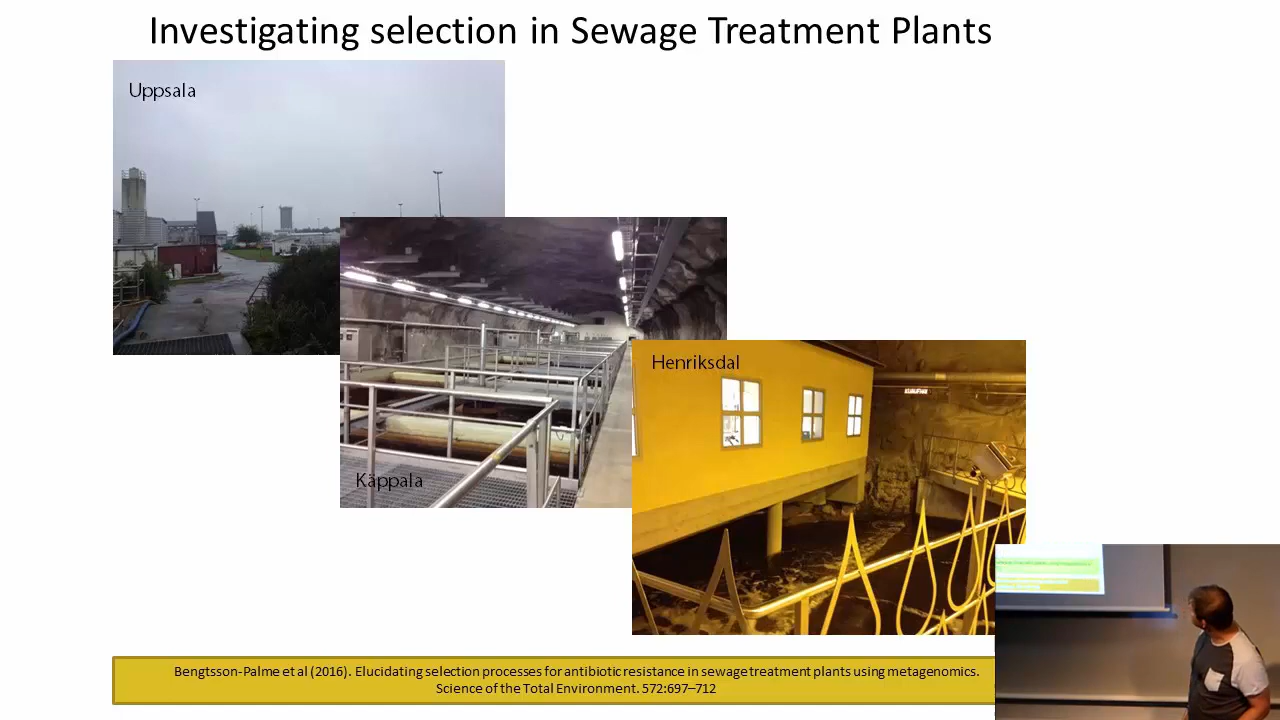 Investigating selection in Sewage Treatment Plants
Uppsala
Henriksdal
Käppala
Bengtsson-Palme et al (2016). Elucidating selection processes for antibiotic resistance in sewage treatment plants using metagenomics.
Science of the Total Environment. 572:697–712